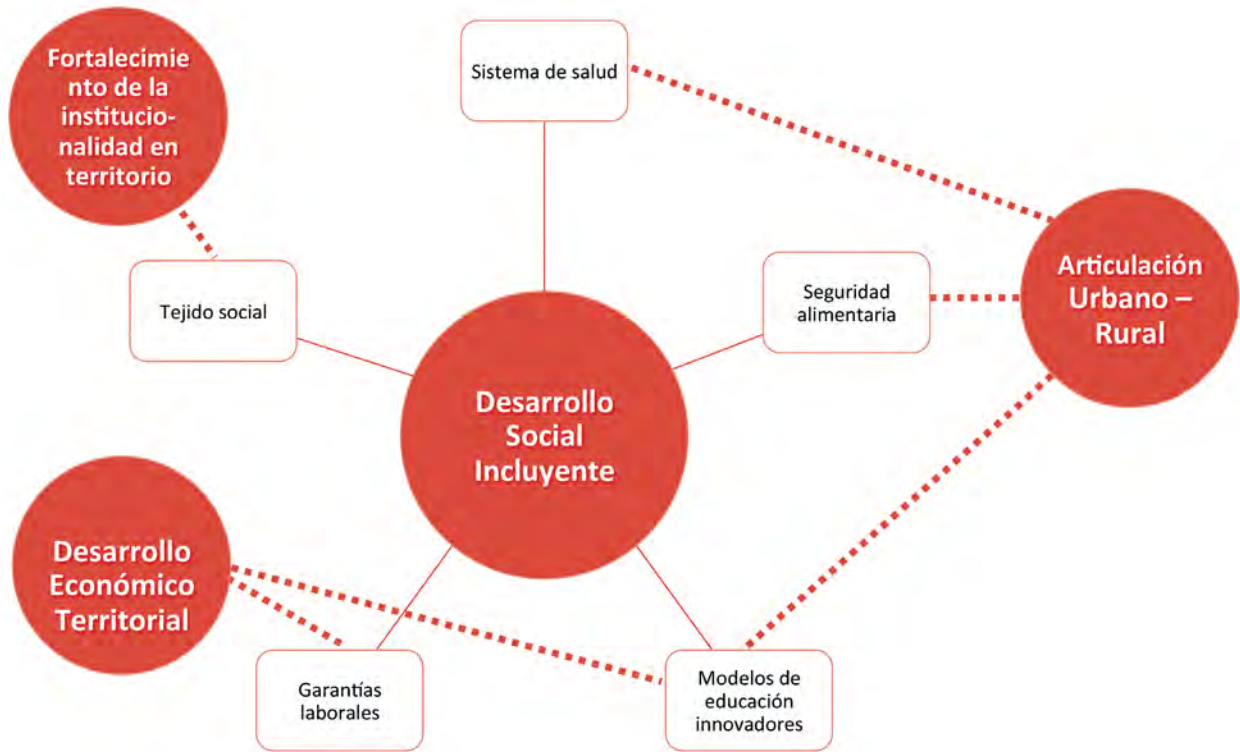 Fortalecimie
nto de la
institucio-
nalidad en
territorio
Sistema de salud
Tejido social
Seguridad
alimentaria
Articulación
Urbano –
Rural
Desarrollo
Social
Incluyente
Desarrollo
Económico
Territorial
Garantías
laborales
Modelos de
educación
innovadores